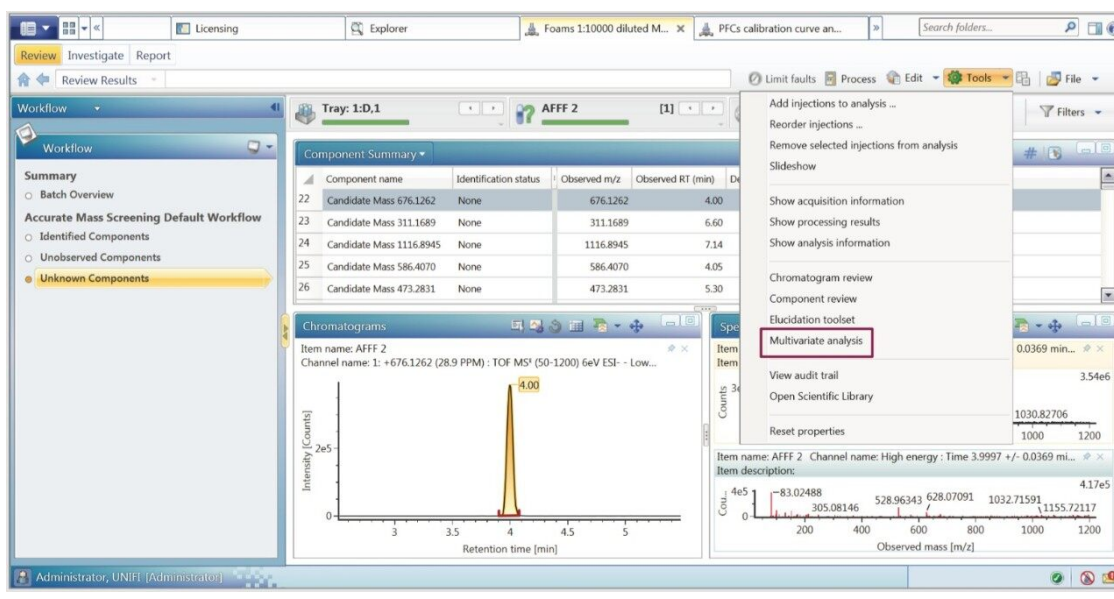 Licensing
Explorer
Foams 1:10000 diluted M...
PFCs calibration curve an...
Search folders...
Review Investigate Report
Review Results
Limit faults Process Edit Tools File
Workflow
Tray: 1:D,1
AFFF 2
[1]
Filters
Workflow
Summary
Batch Overview
Accurate Mass Screening Default Workflow
Identified Components
Unobserved Components
Unknown Components
Component Summary
Component name Identification status Observed m/z Observed RT (min) De
22 Candidate Mass 676.1262 None 676.1262 4.00
23 Candidate Mass 311.1689 None 311.1689 6.60
24 Candidate Mass 1116.8945 None 1116.8945 7.14
25 Candidate Mass 586.4070 None 586.4070 4.05
26 Candidate Mass 473.2831 None 473.2831 5.30
Add injections to analysis ...
Reorder injections ...
Remove selected injections from analysis
Slideshow
Show acquisition information
Show processing results
Show analysis information
Chromatogram review
Component review
Elucidation toolset
Multivariate analysis
View audit trail
Open Scientific Library
Reset properties
Chromatograms
Item name: AFFF 2
Channel name: 1: +676.1262 (28.9 PPM) : TOF MSᴱ (50-1200) 6eV ESI- - Low...
4.00
Intensity [Counts]
2e5
0
3 3.5 4 4.5 5
Retention time [min]
Spe
Item
Item
0.0369 min...
3.54e6
Counts
3e
0
1030.82706
1000 1200
Item name: AFFF 2 Channel name: High energy : Time 3.9997 +/- 0.0369 mi...
Item description:
4.17e5
Cou...
4e5
0
83.02488
305.08146
528.96343
628.07091
1032.71591
1155.72117
200 400 600 800 1000 1200
Observed mass [m/z]
Administrator, UNIFI [Administrator]